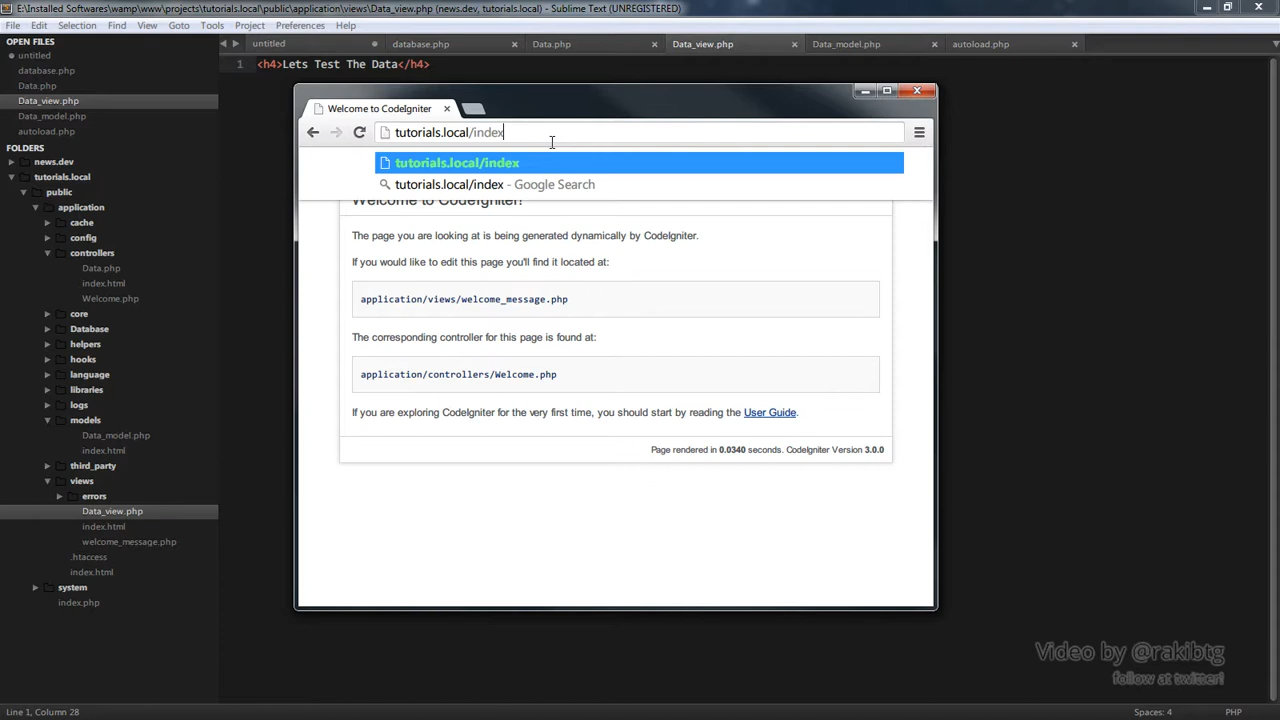 E:\Installed Softwares\wamp\www\projects\tutorials.local\public\application\views\Data_view.php (news.dev, tutorials.local) - Sublime Text (UNREGISTERED)
File Edit Selection Find View Goto Tools Project Preferences Help
OPEN FILES
untitled
database.php
Data.php
Data_view.php
Data_model.php
autoload.php
FOLDERS
news.dev
tutorials.local
public
application
cache
config
controllers
Data.php
index.html
Welcome.php
core
Database
helpers
hooks
language
libraries
logs
models
Data_model.php
index.html
third_party
views
errors
Data_view.php
index.html
welcome_message.php
.htaccess
index.html
system
index.php
untitled database.php Data.php Data_view.php Data_model.php autoload.php
1 <h4>Lets Test The Data</h4>
Welcome to CodeIgniter
tutorials.local/index
tutorials.local/index
tutorials.local/index - Google Search
Welcome to CodeIgniter!
The page you are looking at is being generated dynamically by CodeIgniter.
If you would like to edit this page you'll find it located at:
application/views/welcome_message.php
The corresponding controller for this page is found at:
application/controllers/Welcome.php
If you are exploring CodeIgniter for the very first time, you should start by reading the User Guide.
Page rendered in 0.0340 seconds. CodeIgniter Version 3.0.0
Video by @rakibtg
follow at twitter!
Line 1, Column 28
Spaces: 4 PHP